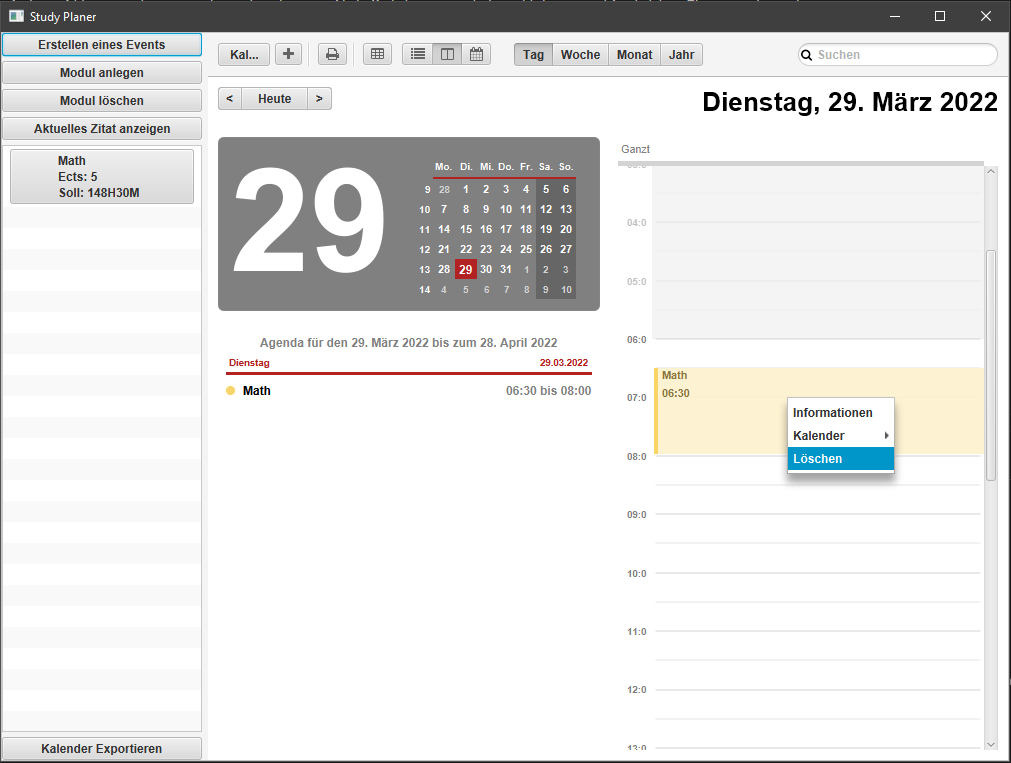 Study Planer
Erstellen eines Events
Modul anlegen
Modul löschen
Aktuelles Zitat anzeigen
Math
Ects: 5
Soll: 148H30M
Kalender Exportieren
Kal... Tag Woche Monat Jahr Suchen
< Heute >
Dienstag, 29. März 2022
29
Mo. Di. Mi. Do. Fr. Sa. So.
9 28 1 2 3 4 5 6
10 7 8 9 10 11 12 13
11 14 15 16 17 18 19 20
12 21 22 23 24 25 26 27
13 28 29 30 31 1 2 3
14 4 5 6 7 8 9 10
Agenda für den 29. März 2022 bis zum 28. April 2022
Dienstag 29.03.2022
Math 06:30 bis 08:00
Ganzt
03:0
04:0
05:0
06:0
Math
06:30
07:0
Informationen
Kalender
Löschen
08:0
09:0
10:0
11:0
12:0
13:0